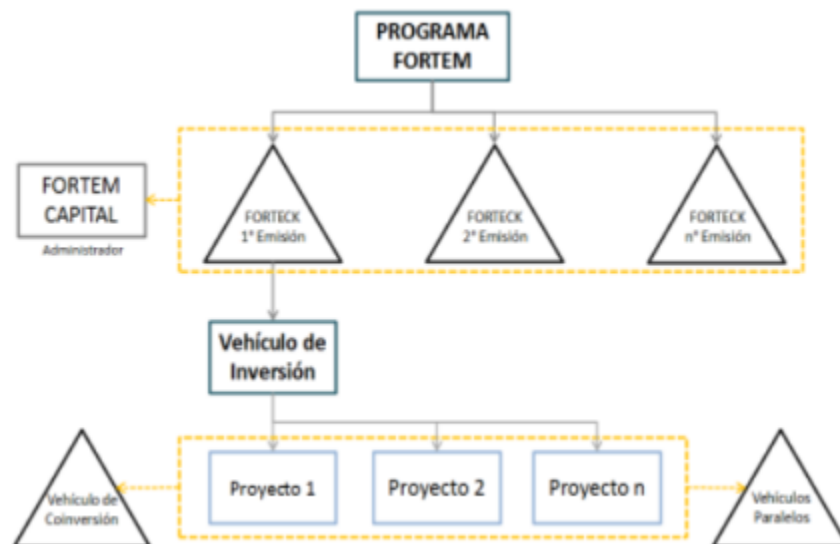 PROGRAMA
FORTEM
FORTEM
CAPITAL
Administrador
FORTECK
1° Emisión
FORTECK
2° Emisión
FORTECK
n° Emisión
Vehículo de
Inversión
Vehículo de
Coinversión
Proyecto 1
Proyecto 2
Proyecto n
Vehículos
Paralelos